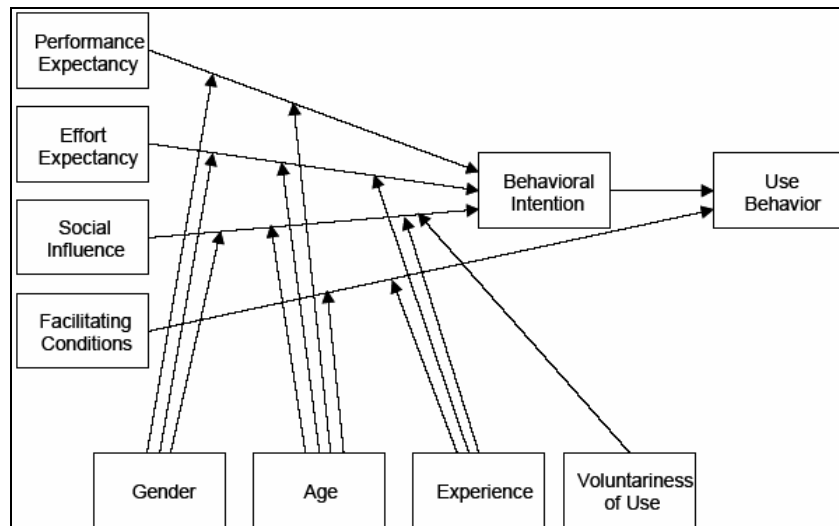 Performance
Expectancy
Effort
Expectancy
Social
Influence
Facilitating
Conditions
Behavioral
Intention
Use
Behavior
Gender
Age
Experience
Voluntariness
of Use